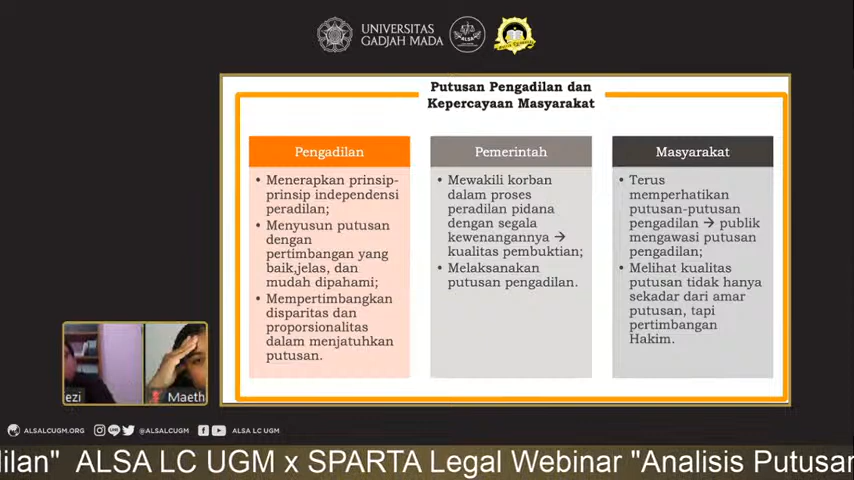 UNIVERSITAS
GADJAH MADA
ALSA
Putusan Pengadilan dan
Kepercayaan Masyarakat
Pengadilan
• Menerapkan prinsip-
prinsip independensi
peradilan;
• Menyusun putusan
dengan
pertimbangan yang
baik,jelas, dan
mudah dipahami;
• Mempertimbangkan
disparitas dan
proporsionalitas
dalam menjatuhkan
putusan.
Pemerintah
• Mewakili korban
dalam proses
peradilan pidana
dengan segala
kewenangannya →
kualitas pembuktian;
• Melaksanakan
putusan pengadilan.
Masyarakat
• Terus
memperhatikan
putusan-putusan
pengadilan → publik
mengawasi putusan
pengadilan;
• Melihat kualitas
putusan tidak hanya
sekadar dari amar
putusan, tapi
pertimbangan
Hakim.
ezi
Maeth
ALSALCUGM.ORG @ALSALCUGM ALSA LC UGM
dilan" ALSA LC UGM x SPARTA Legal Webinar "Analisis Putusan